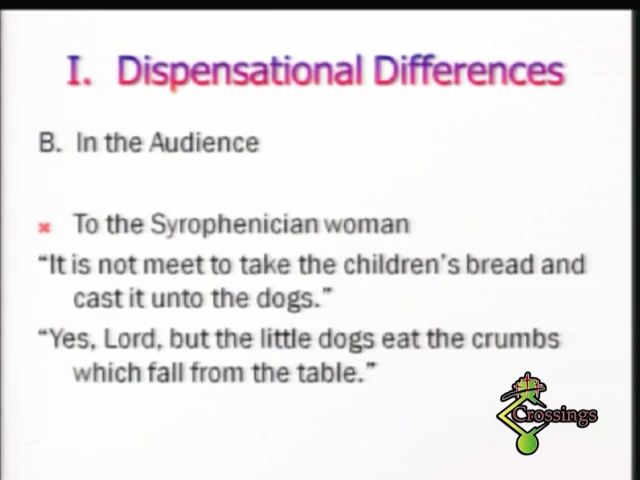 I. Dispensational Differences
B. In the Audience
To the Syrophenician woman
“It is not meet to take the children’s bread and
cast it unto the dogs.”
“Yes, Lord, but the little dogs eat the crumbs
which fall from the table.”
Crossings